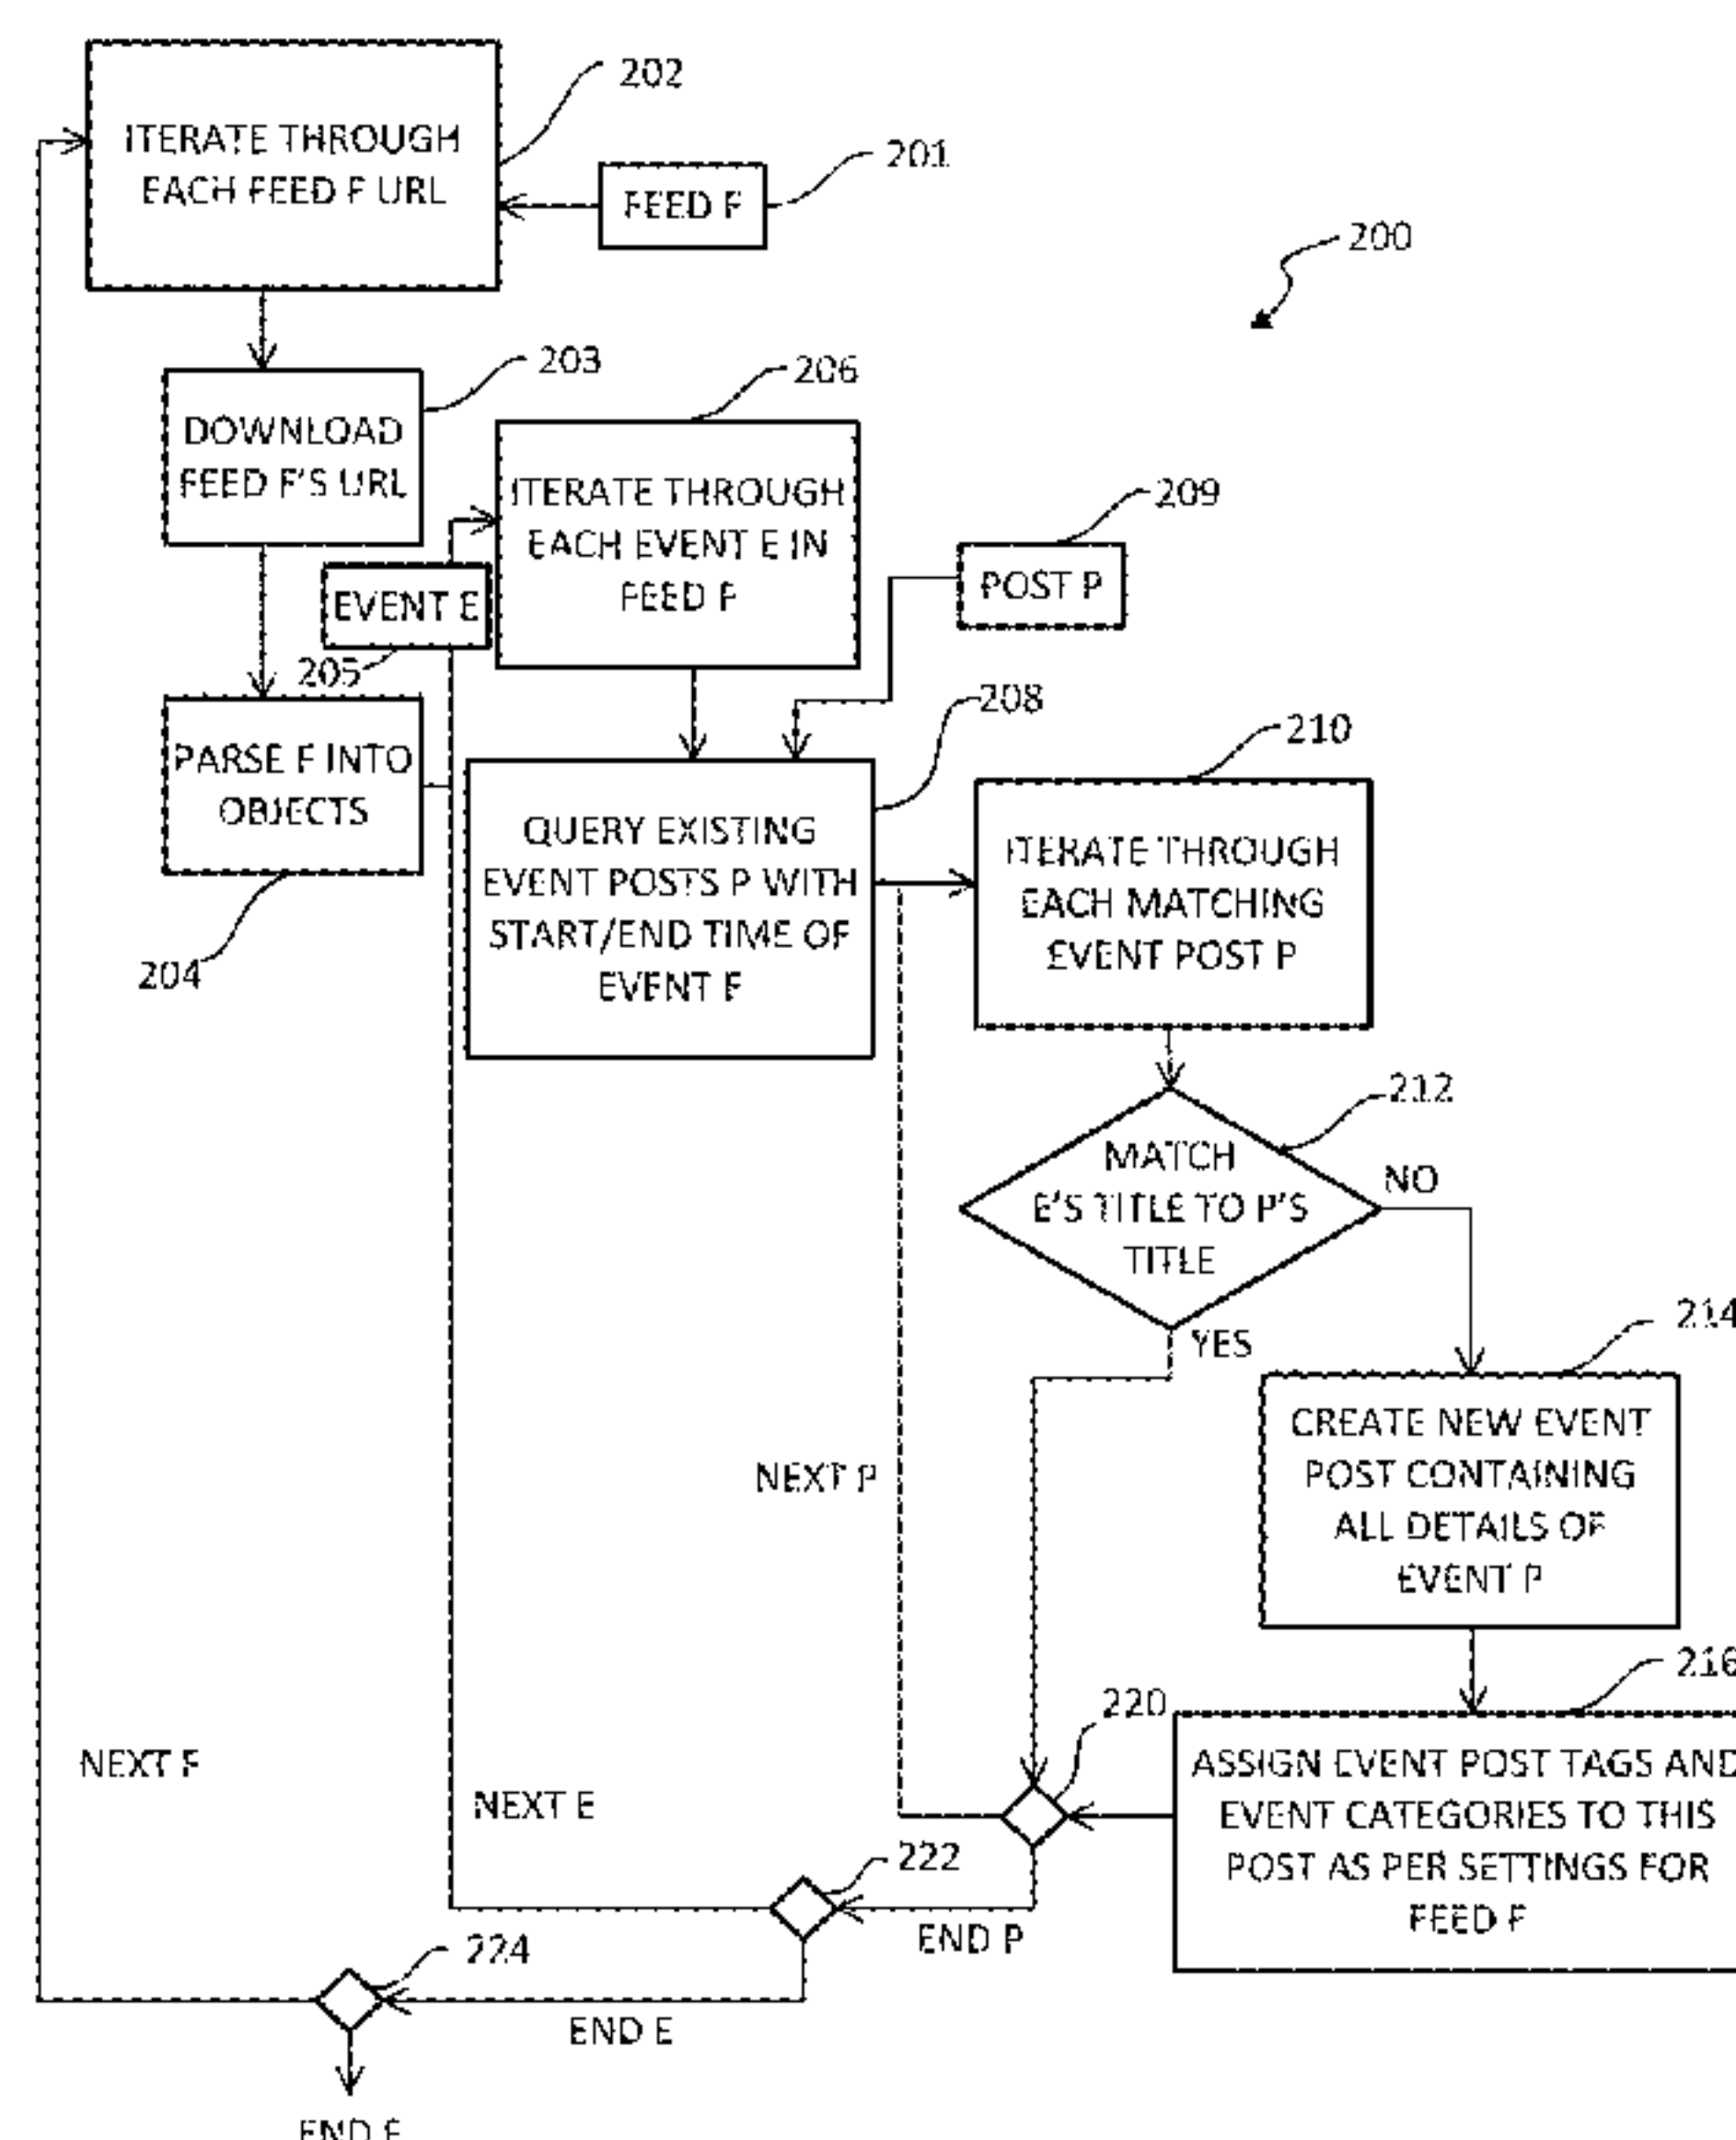 202
ITERATE THROUGH
EACH FEED F URL
201
FEED F
200
203
DOWNLOAD
FEED F'S URL
206
ITERATE THROUGH
EACH EVENT E IN
FEED F
209
POST P
EVENT E
205
208
PARSE F INTO
OBJECTS
204
QUERY EXISTING
EVENT POSTS P WITH
START/END TIME OF
EVENT E
210
ITERATE THROUGH
EACH MATCHING
EVENT POST P
212
MATCH
E'S TITLE TO P'S
TITLE
NO
YES
214
CREATE NEW EVENT
POST CONTAINING
ALL DETAILS OF
EVENT P
NEXT P
216
220
ASSIGN EVENT POST TAGS AND
EVENT CATEGORIES TO THIS
POST AS PER SETTINGS FOR
FEED F
NEXT F
NEXT E
222
END P
224
END E
END F